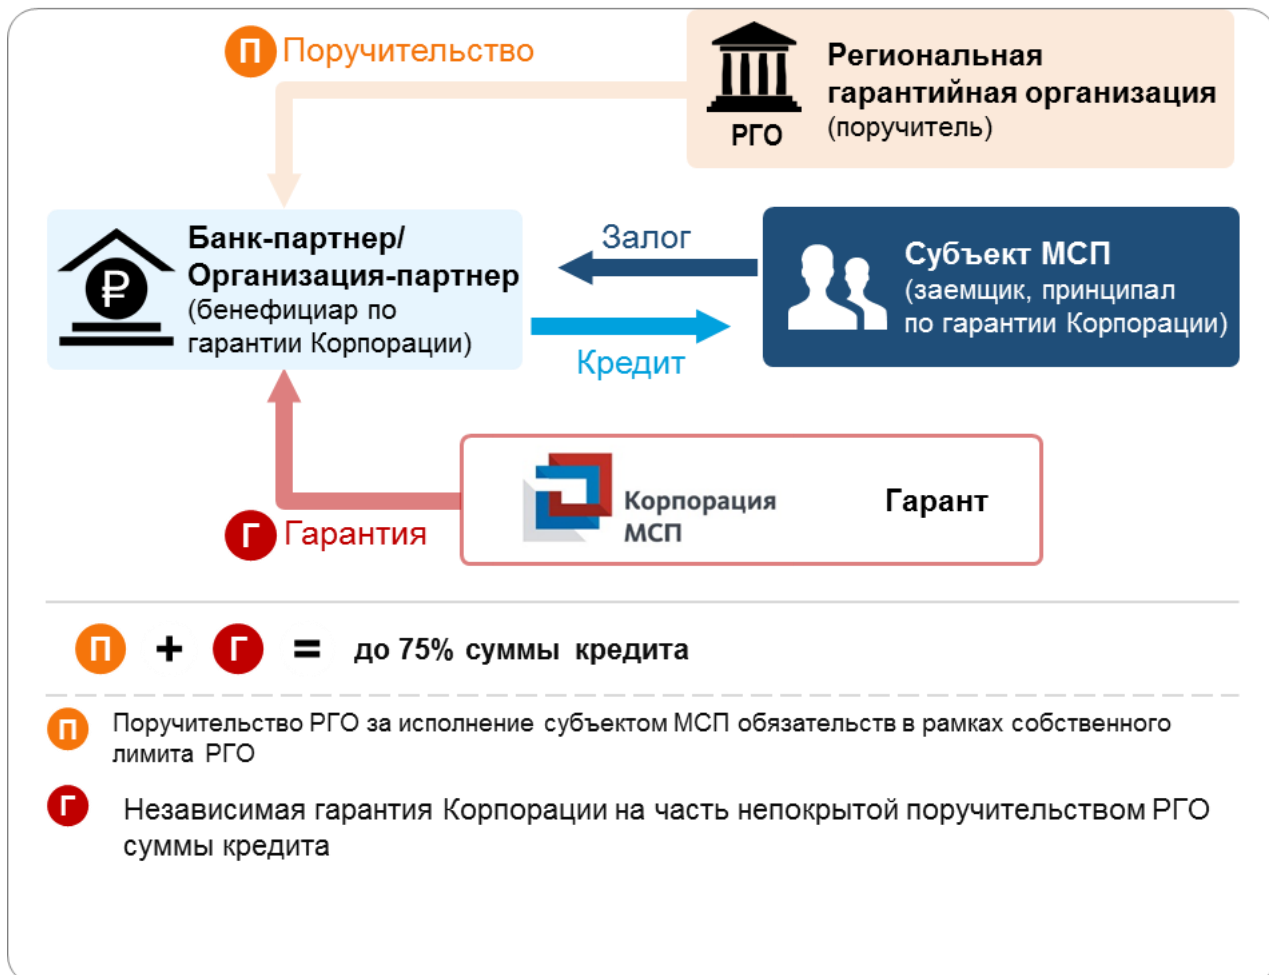 П Поручительство
Региональная
гарантийная организация
(поручитель)
РГО
Банк-партнер/
Организация-партнер
(бенефициар по
гарантии Корпорации)
₽
Залог
Кредит
Субъект МСП
(заемщик, принципал
по гарантии Корпорации)
Корпорация
МСП
Гарант
Г Гарантия
П + Г = до 75% суммы кредита
П Поручительство РГО за исполнение субъектом МСП обязательств в рамках собственного
лимита РГО
Г Независимая гарантия Корпорации на часть непокрытой поручительством РГО
суммы кредита